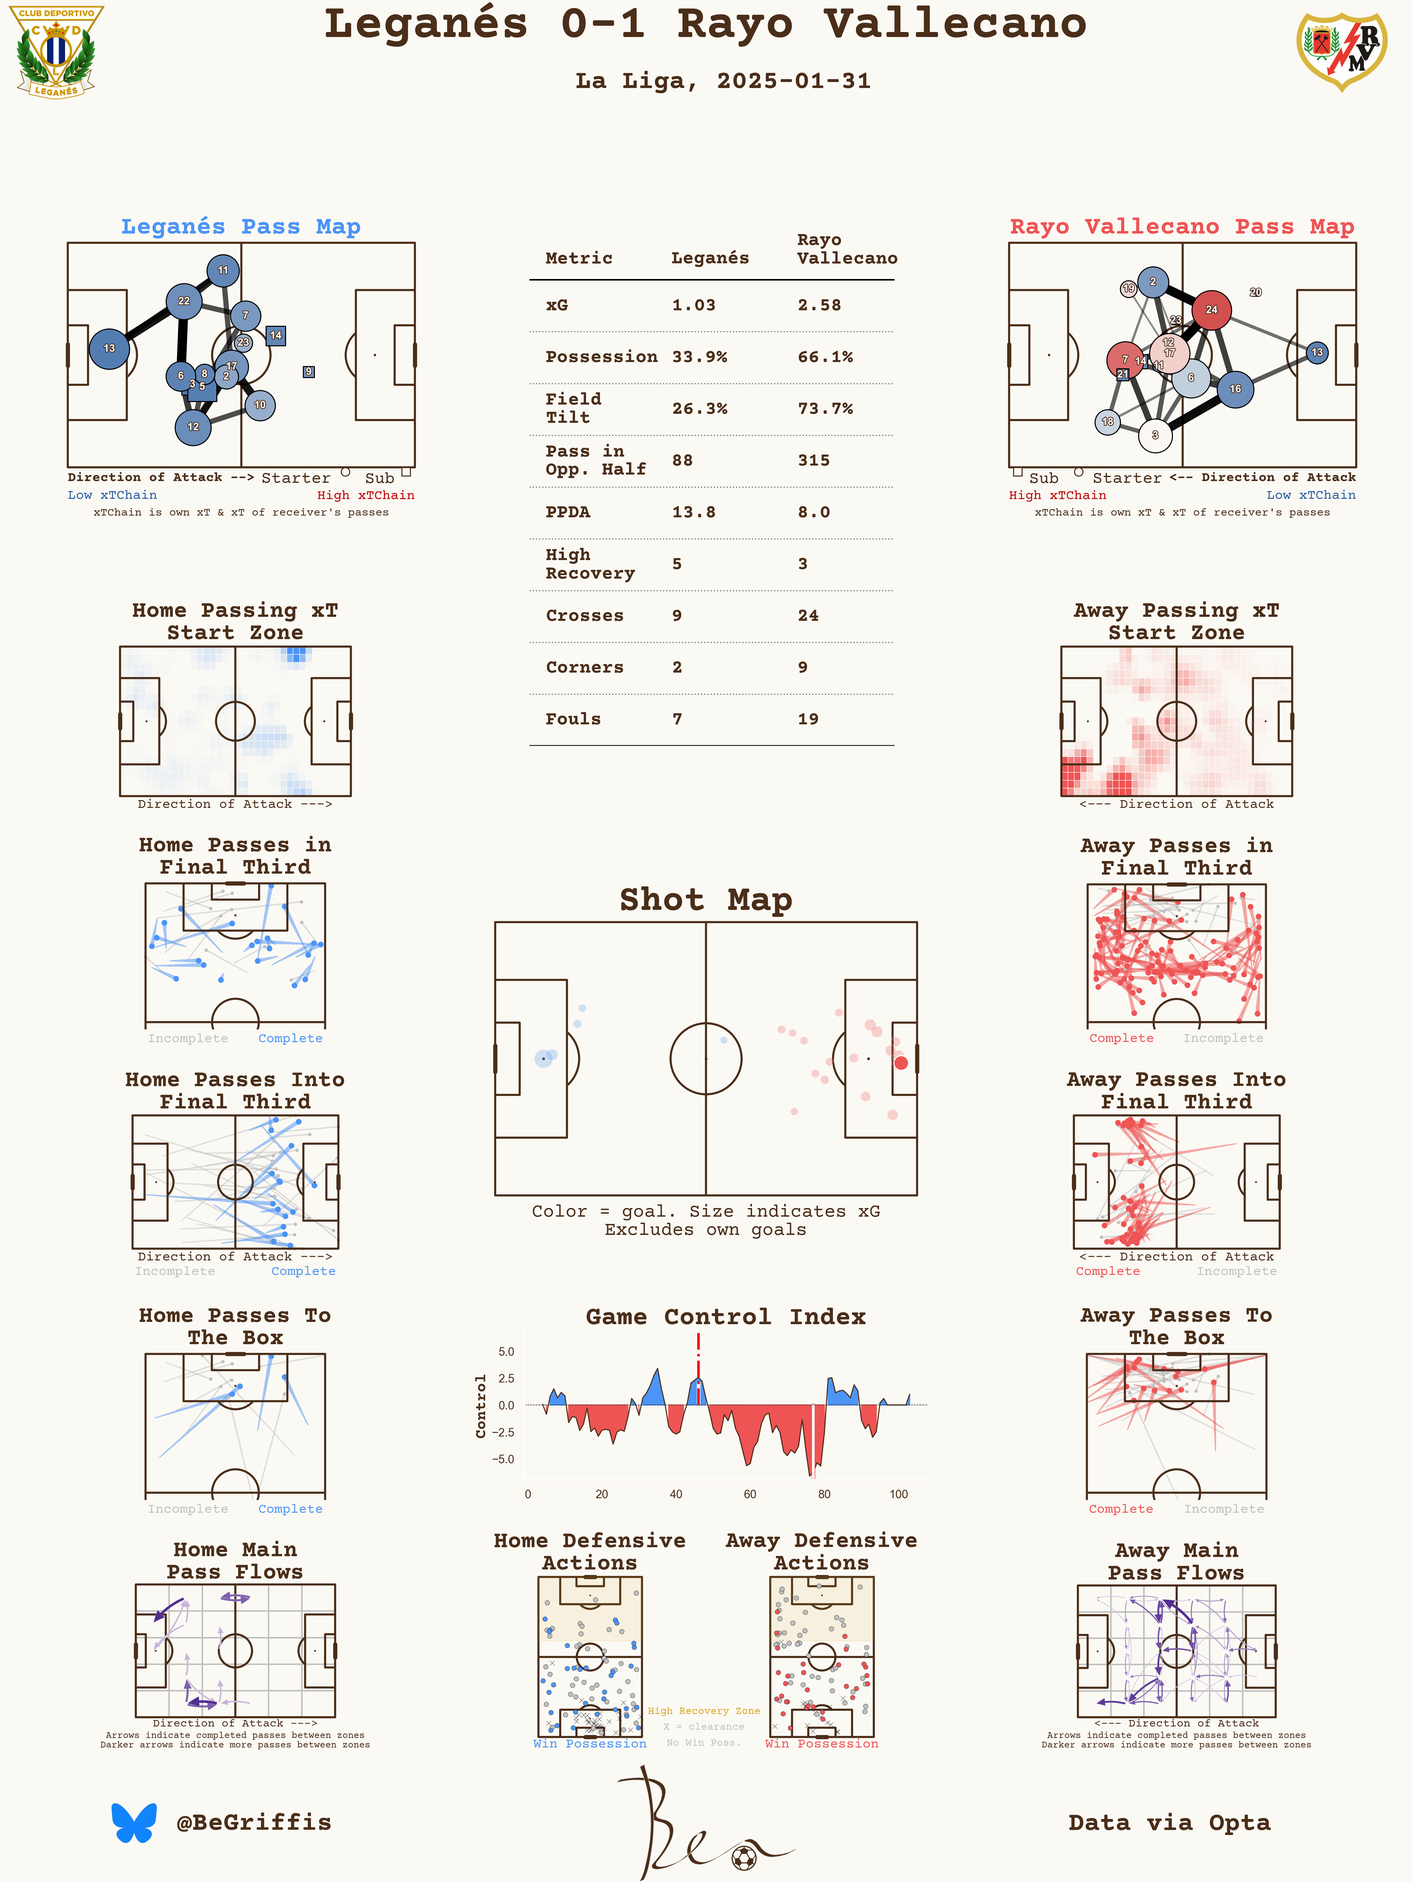 Leganés 0-1 Rayo Vallecano
La Liga, 2025-01-31
CLUB DEPORTIVO
C D
L
LEGANÉS
R
V
M
Leganés Pass Map
11
22
7
14
13
23
17
9
6
8
2
3
5
10
12
Direction of Attack --> Starter Sub
Low xTChain High xTChain
xTChain is own xT & xT of receiver's passes
Metric Leganés Rayo Vallecano
xG 1.03 2.58
Possession 33.9% 66.1%
Field Tilt 26.3% 73.7%
Pass in Opp. Half 88 315
PPDA 13.8 8.0
High Recovery 5 3
Crosses 9 24
Corners 2 9
Fouls 7 19
Rayo Vallecano Pass Map
2
19
20
24
23
12
17
13
7
14
11
21
6
16
18
3
Sub Starter <-- Direction of Attack
High xTChain Low xTChain
xTChain is own xT & xT of receiver's passes
Home Passing xT
Start Zone
Direction of Attack --->
Away Passing xT
Start Zone
<--- Direction of Attack
Home Passes in
Final Third
Incomplete Complete
Shot Map
Color = goal. Size indicates xG
Excludes own goals
Away Passes in
Final Third
Complete Incomplete
Home Passes Into
Final Third
Direction of Attack --->
Incomplete Complete
Away Passes Into
Final Third
<--- Direction of Attack
Complete Incomplete
Home Passes To
The Box
Incomplete Complete
Game Control Index
Control
5.0
2.5
0.0
−2.5
−5.0
0 20 40 60 80 100
Away Passes To
The Box
Complete Incomplete
Home Main
Pass Flows
Direction of Attack --->
Arrows indicate completed passes between zones
Darker arrows indicate more passes between zones
Home Defensive
Actions
Win Possession
Away Defensive
Actions
Win Possession
High Recovery Zone
X = clearance
No Win Poss.
Away Main
Pass Flows
<--- Direction of Attack
Arrows indicate completed passes between zones
Darker arrows indicate more passes between zones
@BeGriffis
Ben
Data via Opta